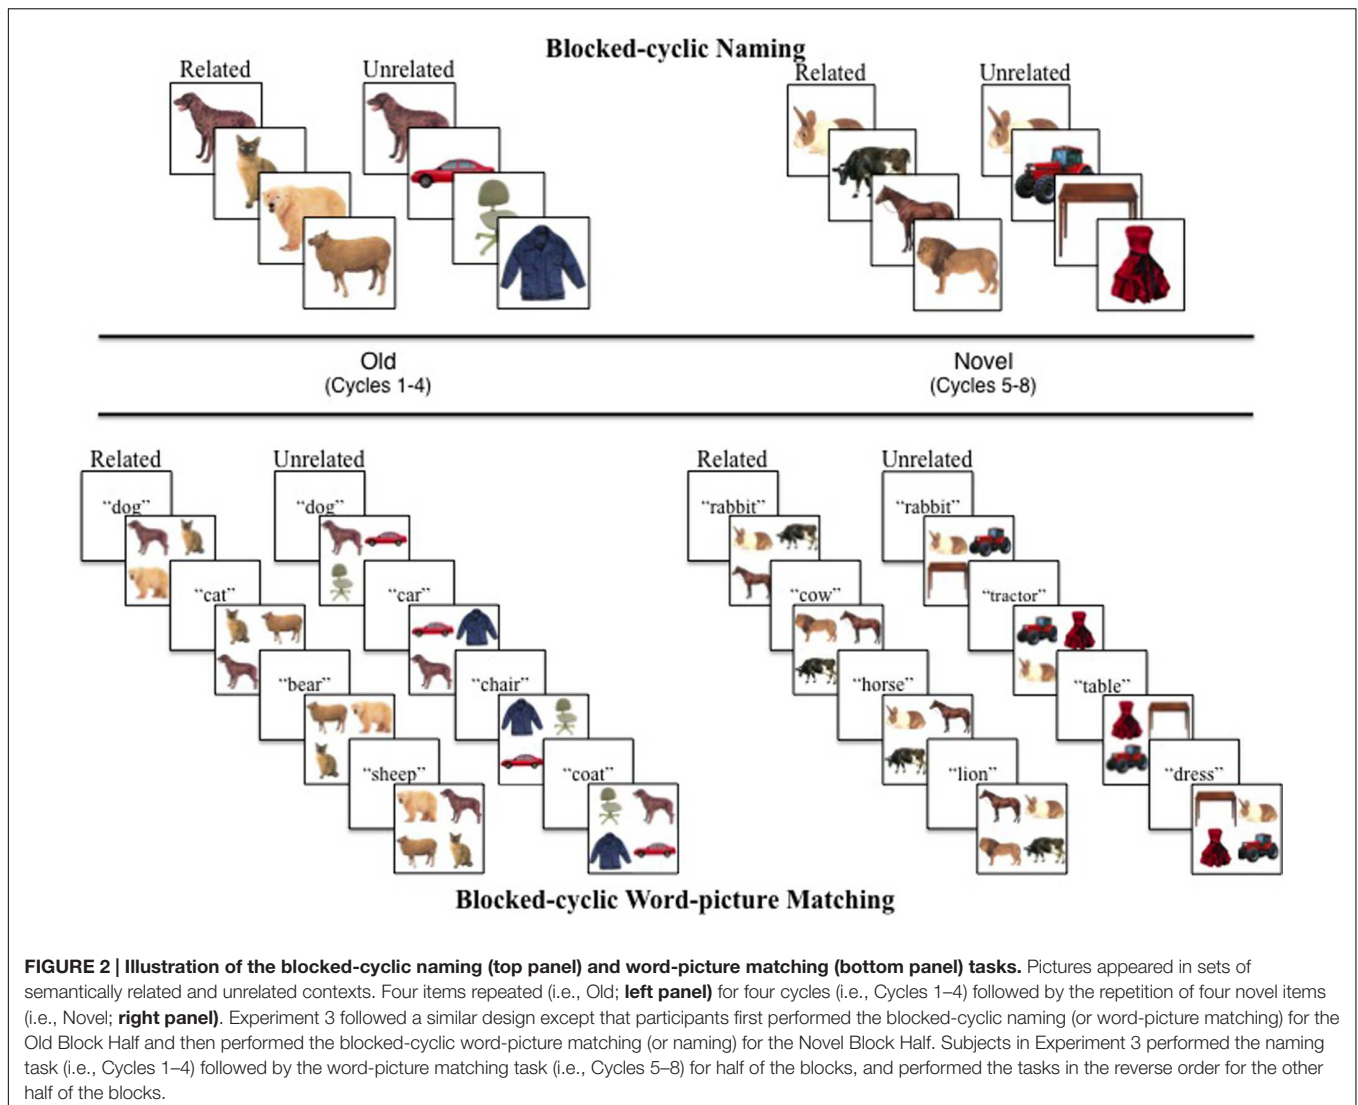 Blocked-cyclic Naming
Related
Unrelated
Related
Unrelated
Old
(Cycles 1-4)
Novel
(Cycles 5-8)
Related
Unrelated
Related
Unrelated
“dog”
“dog”
“rabbit”
“rabbit”
“cat”
“car”
“cow”
“tractor”
“bear”
“chair”
“horse”
“table”
“sheep”
“coat”
“lion”
“dress”
Blocked-cyclic Word-picture Matching
FIGURE 2 | Illustration of the blocked-cyclic naming (top panel) and word-picture matching (bottom panel) tasks. Pictures appeared in sets of
semantically related and unrelated contexts. Four items repeated (i.e., Old; left panel) for four cycles (i.e., Cycles 1–4) followed by the repetition of four novel items
(i.e., Novel; right panel). Experiment 3 followed a similar design except that participants first performed the blocked-cyclic naming (or word-picture matching) for the
Old Block Half and then performed the blocked-cyclic word-picture matching (or naming) for the Novel Block Half. Subjects in Experiment 3 performed the naming
task (i.e., Cycles 1–4) followed by the word-picture matching task (i.e., Cycles 5–8) for half of the blocks, and performed the tasks in the reverse order for the other
half of the blocks.